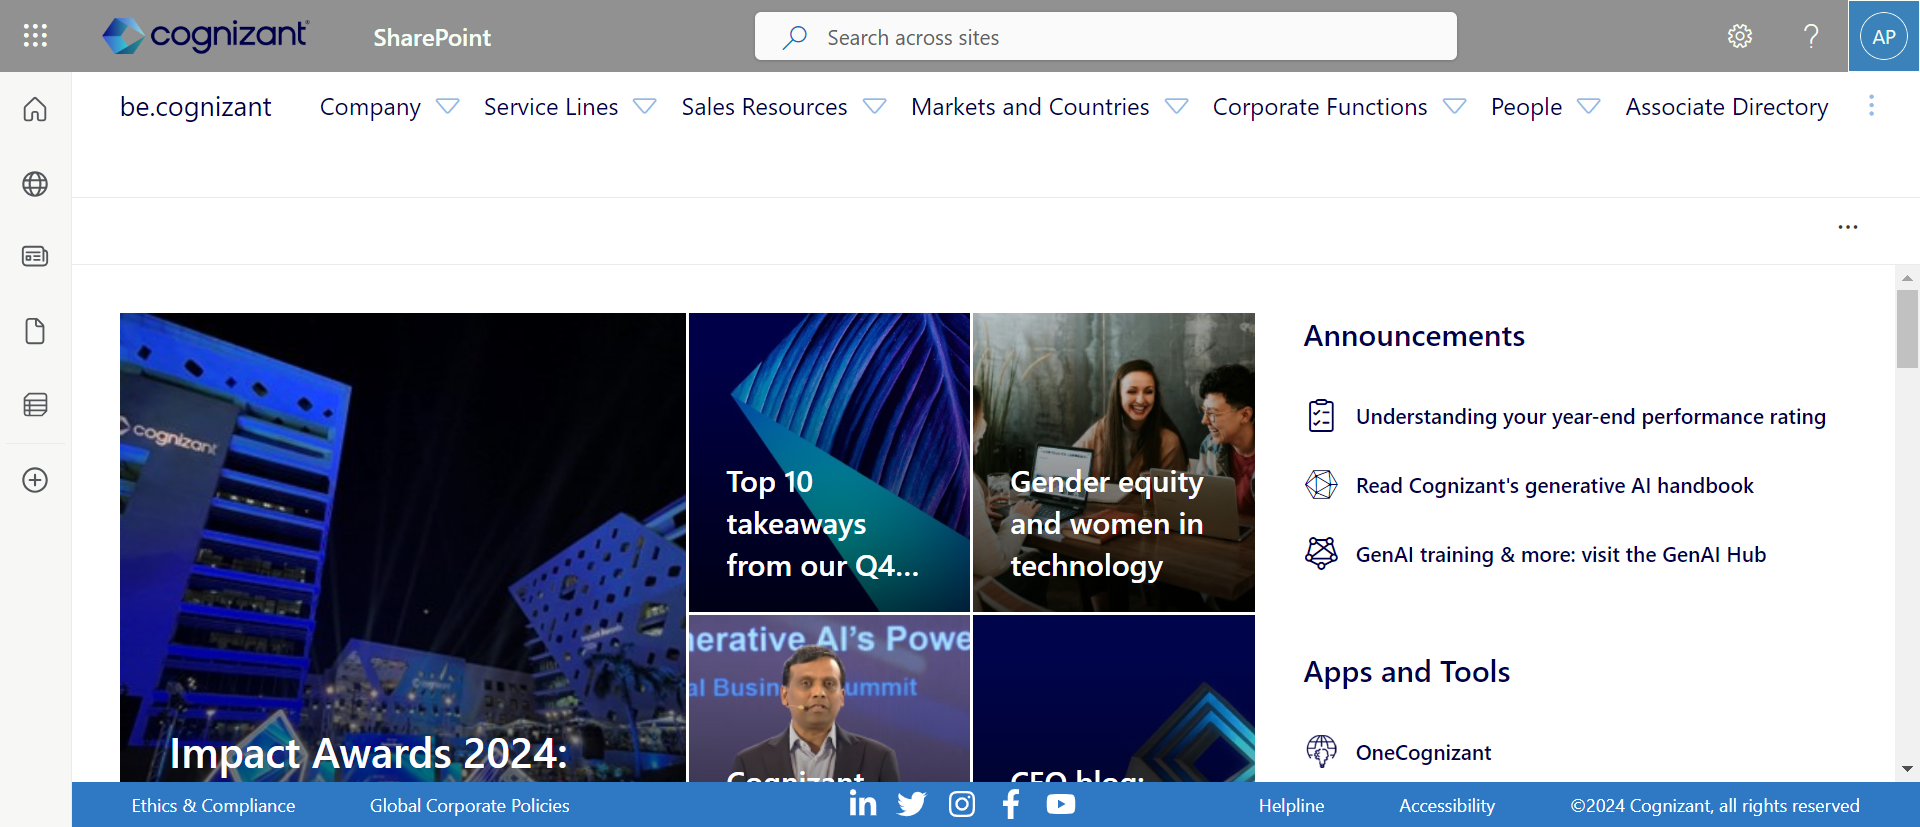 cognizant
SharePoint
Search across sites
AP
be.cognizant
Company
Service Lines
Sales Resources
Markets and Countries
Corporate Functions
People
Associate Directory
cognizant
Top 10
takeaways
from our Q4...
Gender equity
and women in
technology
Announcements
Understanding your year-end performance rating
Read Cognizant's generative AI handbook
GenAI training & more: visit the GenAI Hub
Impact Awards 2024:
nerative AI's Powe
al Busin ummit
Cognizant
CEO blog:
Apps and Tools
OneCognizant
Ethics & Compliance
Global Corporate Policies
in
Helpline
Accessibility
©2024 Cognizant, all rights reserved